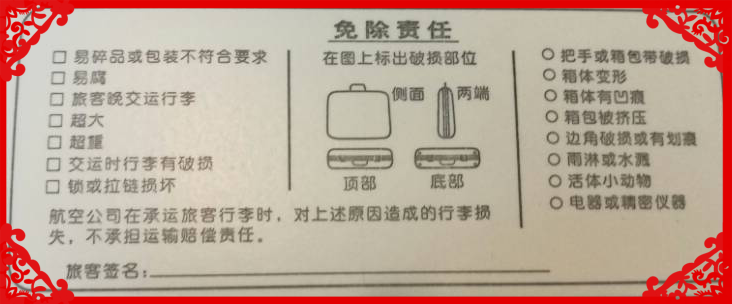 免除责任
□ 易碎品或包装不符合要求
□ 易腐
□ 旅客晚交运行李
□ 超大
□ 超重
□ 交运时行李有破损
□ 锁或拉链损坏
在图上标出破损部位
侧面
两端
顶部
底部
○ 把手或箱包带破损
○ 箱体变形
○ 箱体有凹痕
○ 箱包被挤压
○ 边角破损或有划痕
○ 雨淋或水溅
○ 活体小动物
○ 电器或精密仪器
航空公司在承运旅客行李时，对上述原因造成的行李损
失，不承担运输赔偿责任。
旅客签名：